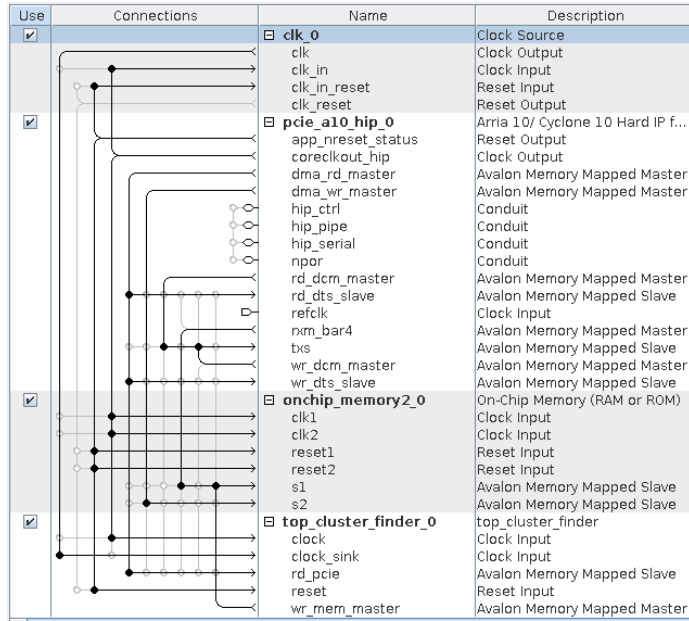 Use Connections Name Description
clk_0 Clock Source
clk Clock Output
clk_in Clock Input
clk_in_reset Reset Input
clk_reset Reset Output
pcie_a10_hip_0 Arria 10/ Cyclone 10 Hard IP f...
app_nreset_status Reset Output
coreclkout_hip Clock Output
dma_rd_master Avalon Memory Mapped Master
dma_wr_master Avalon Memory Mapped Master
hip_ctrl Conduit
hip_pipe Conduit
hip_serial Conduit
npor Conduit
rd_dcm_master Avalon Memory Mapped Master
rd_dts_slave Avalon Memory Mapped Slave
refclk Clock Input
rxm_bar4 Avalon Memory Mapped Master
txs Avalon Memory Mapped Slave
wr_dcm_master Avalon Memory Mapped Master
wr_dts_slave Avalon Memory Mapped Slave
onchip_memory2_0 On-Chip Memory (RAM or ROM)
clk1 Clock Input
clk2 Clock Input
reset1 Reset Input
reset2 Reset Input
s1 Avalon Memory Mapped Slave
s2 Avalon Memory Mapped Slave
top_cluster_finder_0 top_cluster_finder
clock Clock Input
clock_sink Clock Input
rd_pcie Avalon Memory Mapped Slave
reset Reset Input
wr_mem_master Avalon Memory Mapped Master